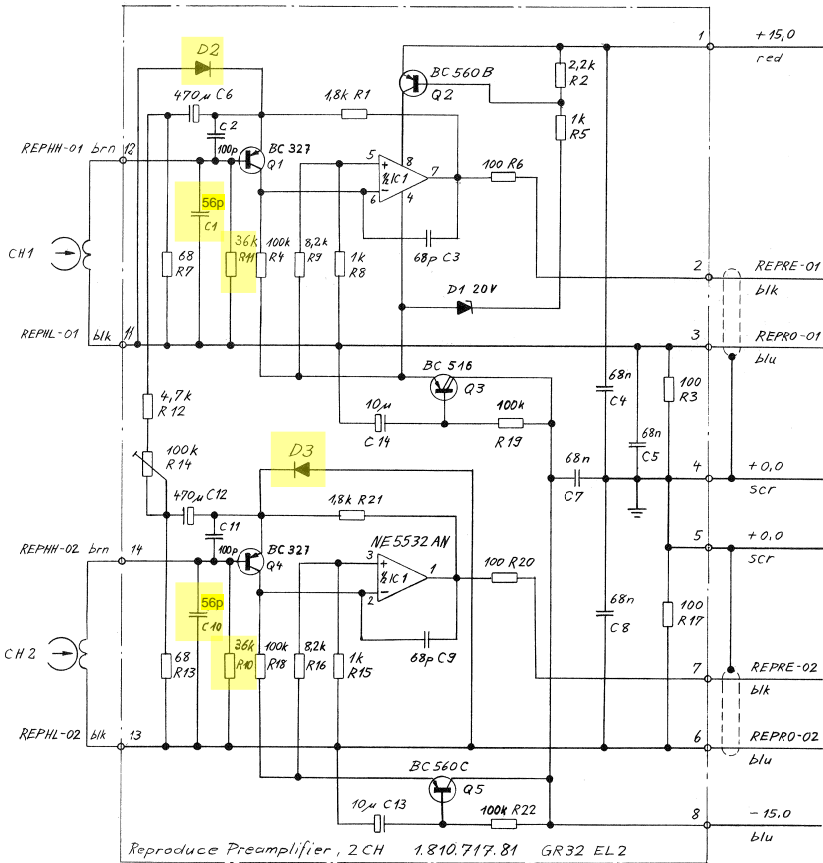 1 +15,0
red
D2
470µ C6
1,8k R1
BC 560 B
Q2
2,2k
R2
1k
R5
C2
100p
REPHH-01 brn 12
BC 327
Q1
5 + 8
½IC1 7
6 − 4
100 R6
56p
C1
CH1
68
R7
36k
R11
100k
R4
8,2k
R9
1k
R8
68p C3
2 REPRE-01
blk
D1 20V
REPHL-01 blk 11
3 REPRO-01
blu
BC 516
Q3
4,7k
R12
10µ
C14
100k
R19
68n
C4
100
R3
68n
C5
100k
R14
D3
68n
C7
4 +0,0
scr
470µ C12
1,8k R21
C11
100p
5 +0,0
scr
REPHH-02 brn 14
BC 327
Q4
NE5532AN
3 +
½IC1 1
2 −
100 R20
56p
C10
68n
C8
100
R17
CH2
68
R13
36k
R10
100k
R18
8,2k
R16
1k
R15
68p C9
7 REPRE-02
blk
REPHL-02 blk 13
6 REPRO-02
blu
BC 560C
Q5
10µ C13
100k R22
8 −15,0
blu
Reproduce Preamplifier, 2 CH 1.810.717.81 GR32 EL2